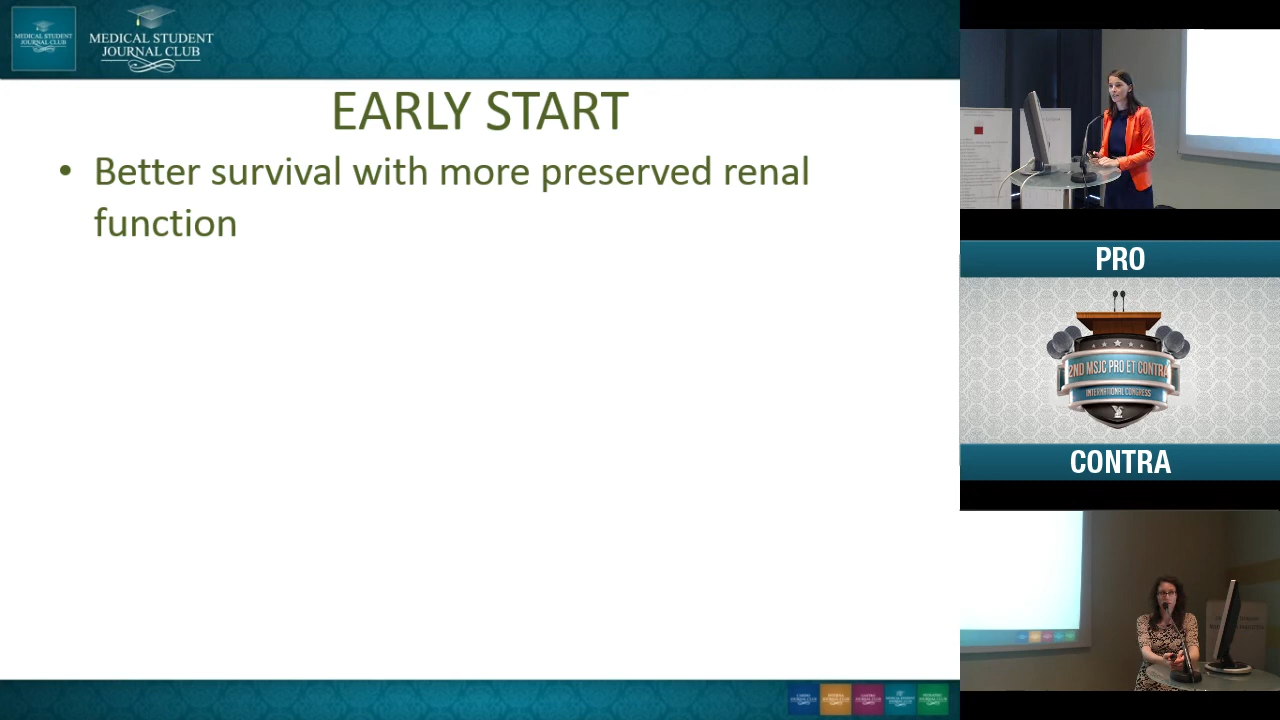 MEDICAL STUDENT
JOURNAL CLUB
MEDICAL STUDENT
JOURNAL CLUB
EARLY START
• Better survival with more preserved renal
function
PRO
2ND MSJC PRO ET CONTRA
INTERNATIONAL CONGRESS
CONTRA